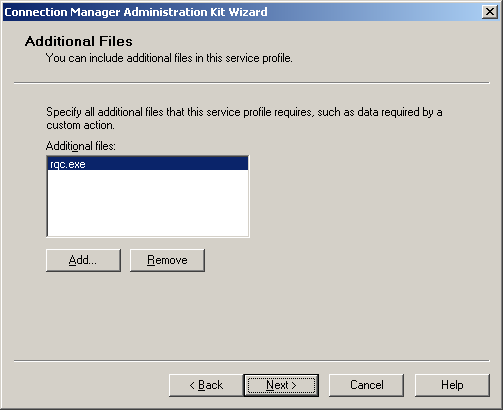 Connection Manager Administration Kit Wizard
Additional Files
You can include additional files in this service profile.
Specify all additional files that this service profile requires, such as data required by a
custom action.
Additional files:
rqc.exe
Add... Remove
< Back Next > Cancel Help